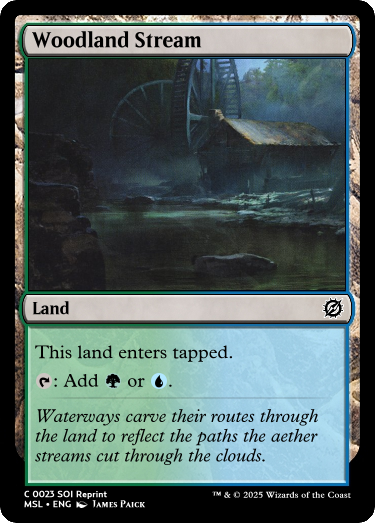 Woodland Stream
Land
This land enters tapped.
: Add or .
Waterways carve their routes through
the land to reflect the paths the aether
streams cut through the clouds.
C 0023 SOI Reprint
MSL • ENG James Paick
™ & © 2025 Wizards of the Coast